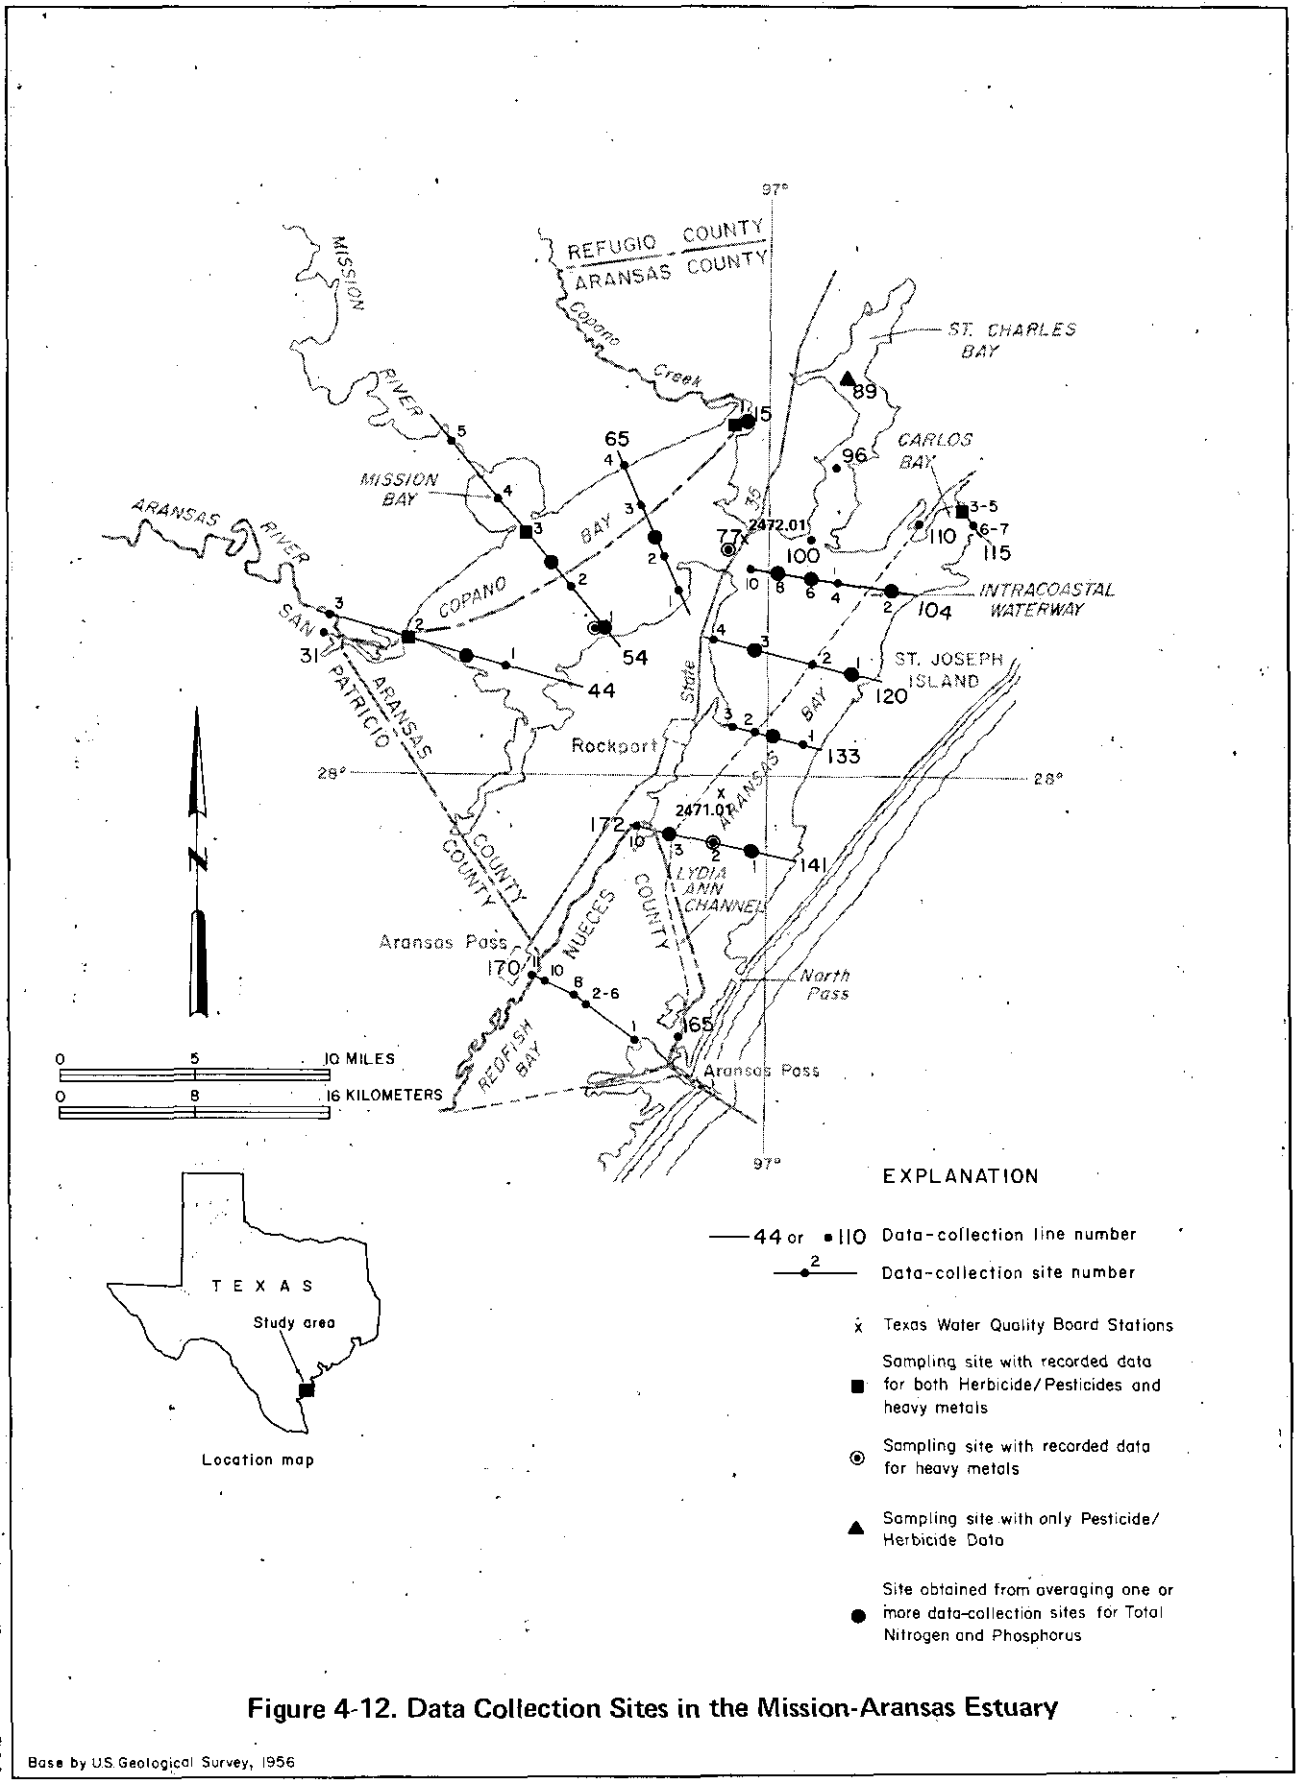 97°
REFUGIO COUNTY
ARANSAS COUNTY
MISSION
RIVER
Copano
Creek
ST. CHARLES
BAY
89
1
15
65
4
5
CARLOS
BAY
96
MISSION
BAY
4
3
3
BAY
35
2472.01
77
3-5
6-7
110
115
100
ARANSAS
RIVER
2
2
COPANO
1
10
8
6
4
2
104
INTRACOASTAL
WATERWAY
3
SAN
31
2
1
54
4
3
2
1
120
ST. JOSEPH
ISLAND
1
44
PATRICIO
ARANSAS
State
BAY
Rockport
3
2
1
133
28°
28°
ARANSAS
2471.01
172
10
3
2
1
141
COUNTY
COUNTY
LYDIA
ANN
CHANNEL
NUECES
COUNTY
Aransas Pass
170
11
10
8
2-6
1
North
Pass
165
REDFISH
BAY
Aransas Pass
N
0 5 10 MILES
0 8 16 KILOMETERS
97°
TEXAS
Study area
Location map
EXPLANATION
44 or 110 Data-collection line number
2 Data-collection site number
x Texas Water Quality Board Stations
Sampling site with recorded data
for both Herbicide/Pesticides and
heavy metals
Sampling site with recorded data
for heavy metals
Sampling site with only Pesticide/
Herbicide Data
Site obtained from averaging one or
more data-collection sites for Total
Nitrogen and Phosphorus
Figure 4-12. Data Collection Sites in the Mission-Aransas Estuary
Base by U.S. Geological Survey, 1956